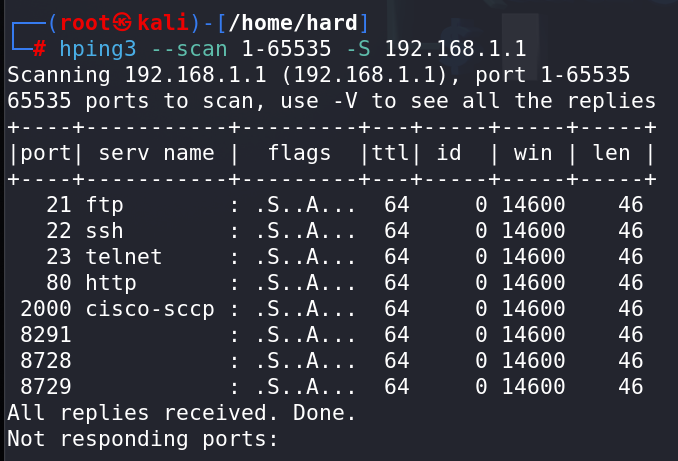 ┌──(root㉿kali)-[/home/hard]
└─# hping3 --scan 1-65535 -S 192.168.1.1
Scanning 192.168.1.1 (192.168.1.1), port 1-65535
65535 ports to scan, use -V to see all the replies
+----+-----------+---------+---+-----+-----+-----+
|port| serv name |  flags  |ttl| id  | win | len |
+----+-----------+---------+---+-----+-----+-----+
   21 ftp        : .S..A...  64     0 14600    46
   22 ssh        : .S..A...  64     0 14600    46
   23 telnet     : .S..A...  64     0 14600    46
   80 http       : .S..A...  64     0 14600    46
 2000 cisco-sccp : .S..A...  64     0 14600    46
 8291            : .S..A...  64     0 14600    46
 8728            : .S..A...  64     0 14600    46
 8729            : .S..A...  64     0 14600    46
All replies received. Done.
Not responding ports: